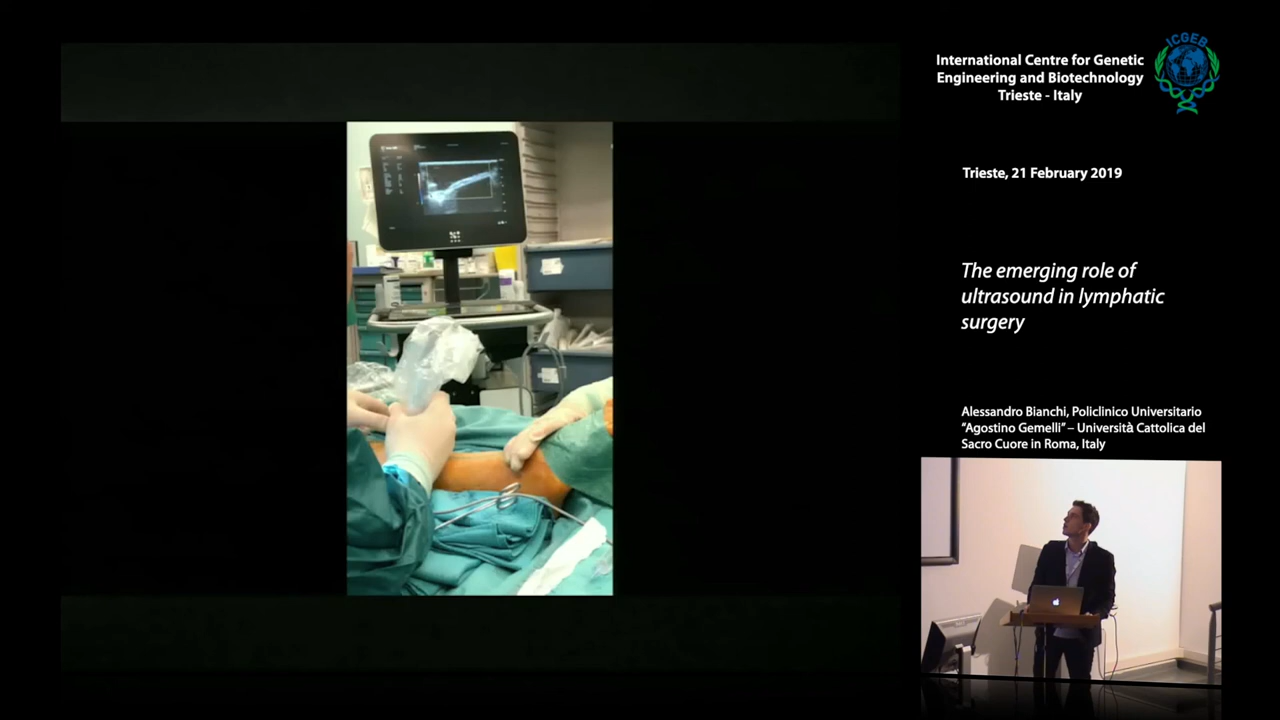 ICGEB
International Centre for Genetic
Engineering and Biotechnology
Trieste - Italy
Trieste, 21 February 2019
The emerging role of
ultrasound in lymphatic
surgery
Alessandro Bianchi, Policlinico Universitario
“Agostino Gemelli” – Università Cattolica del
Sacro Cuore in Roma, Italy